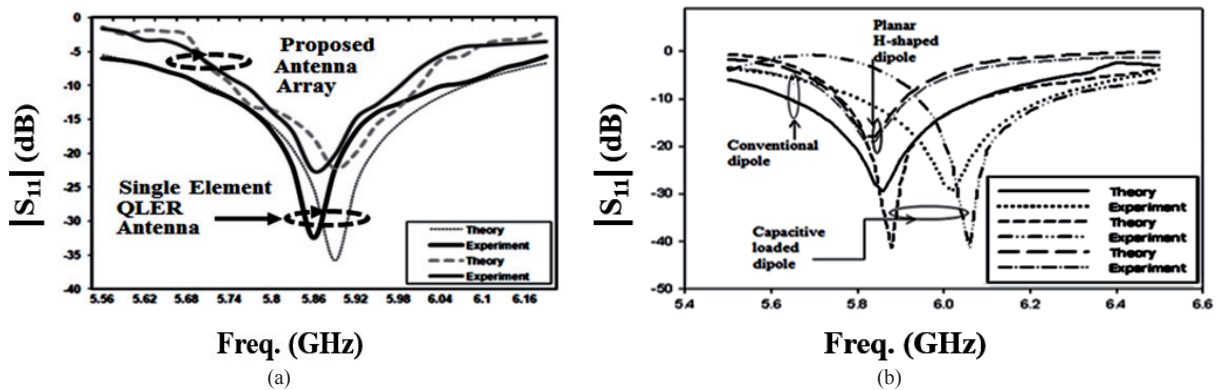 (a)
0
-5
-10
-15
-20
-25
-30
-35
-40
|S11| (dB)
Proposed
Antenna
Array
Single Element
QLER
Antenna
Theory
Experiment
Theory
Experiment
5.56 5.62 5.68 5.74 5.8 5.86 5.92 5.98 6.04 6.1 6.16
Freq. (GHz)
(a)
b)
0
-10
-20
-30
-40
-50
|S11| (dB)
Planar
H-shaped
dipole
Conventional
dipole
Capacitive
loaded
dipole
Theory
Experiment
Theory
Experiment
Theory
Experiment
5.4 5.6 5.8 6.0 6.2 6.4 6.6
Freq. (GHz)
(b)